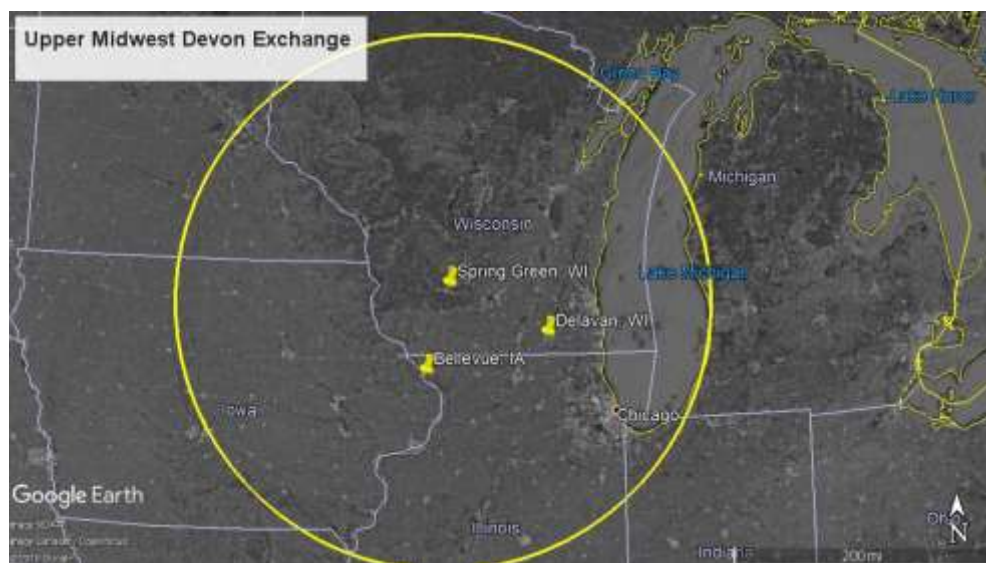 Upper Midwest Devon Exchange
Green Bay
Lake Huron
Michigan
Wisconsin
Spring Green, WI
Lake Michigan
Delavan, WI
Bellevue, IA
Iowa
Chicago
Google Earth
Illinois
Ohio
N
Indiana
200 mi